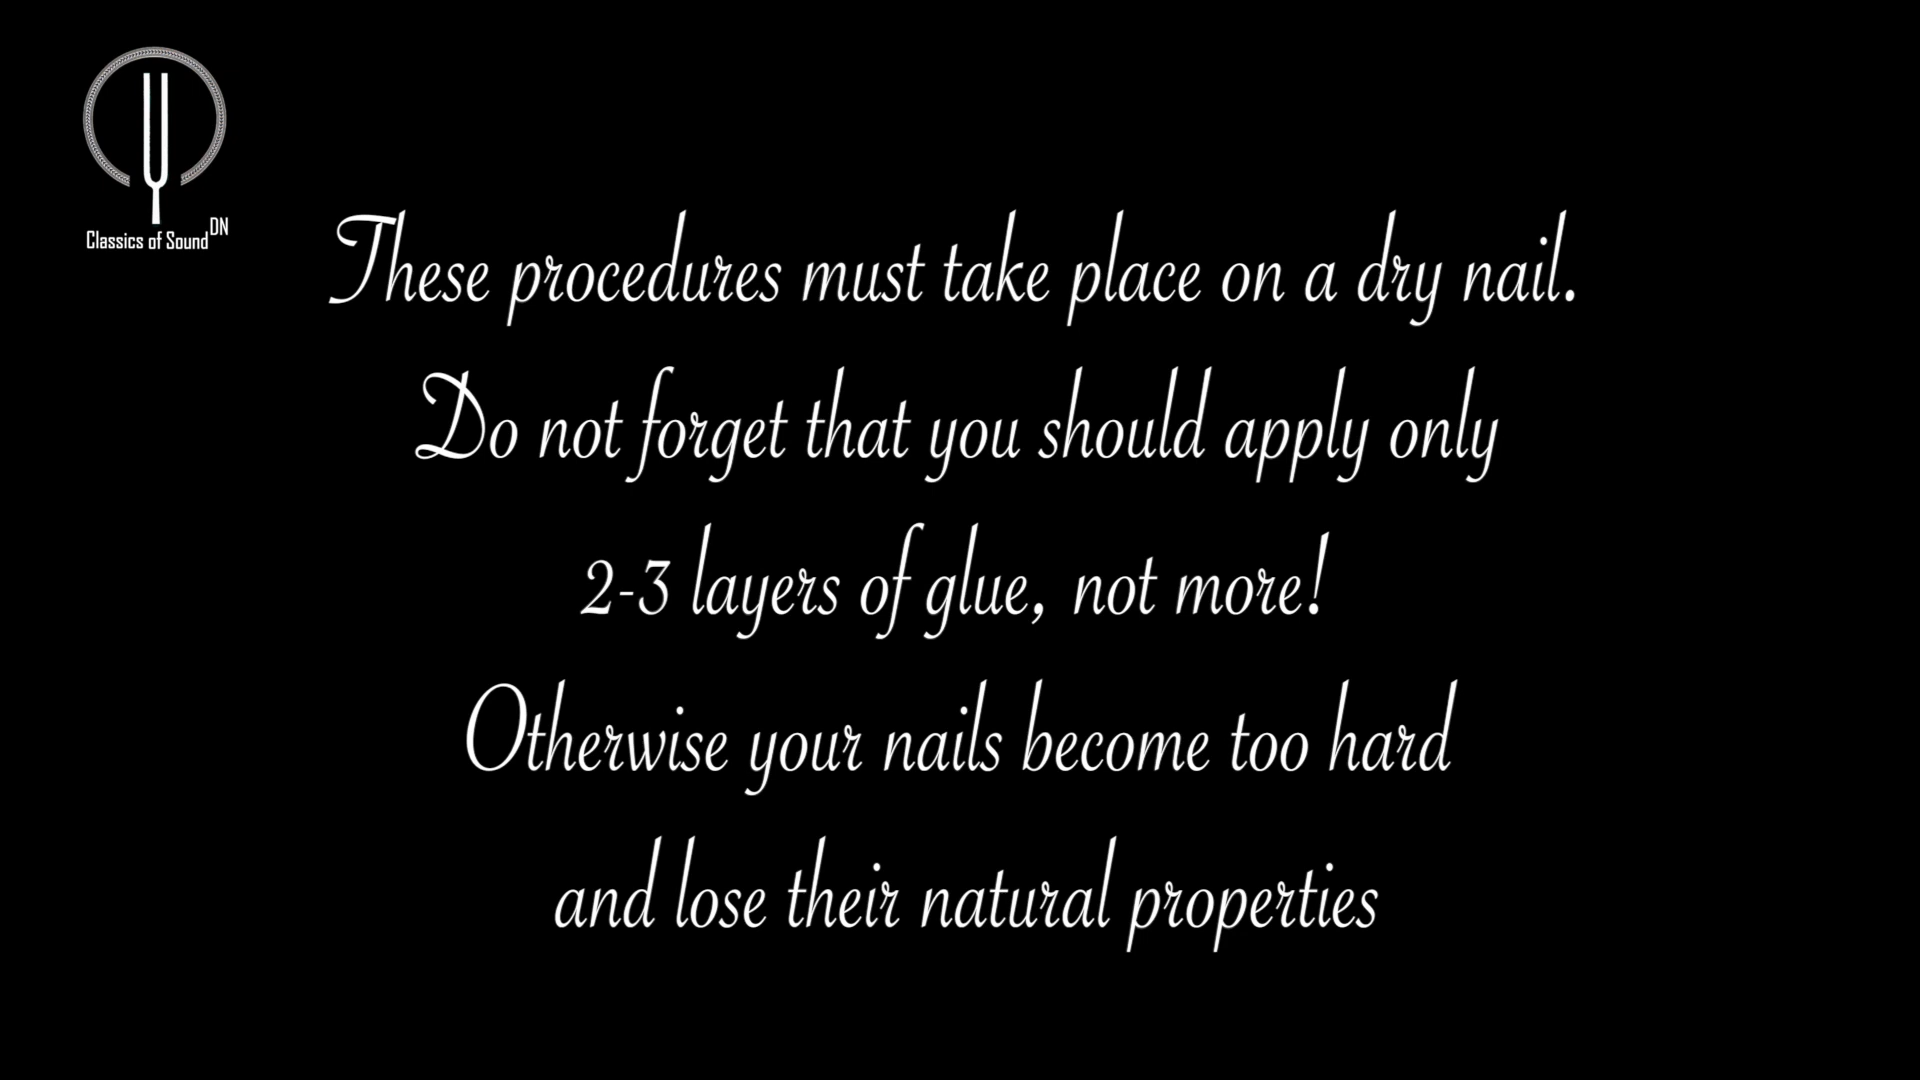 Classics of Sound DN
These procedures must take place on a dry nail.
Do not forget that you should apply only
2-3 layers of glue, not more!
Otherwise your nails become too hard
and lose their natural properties